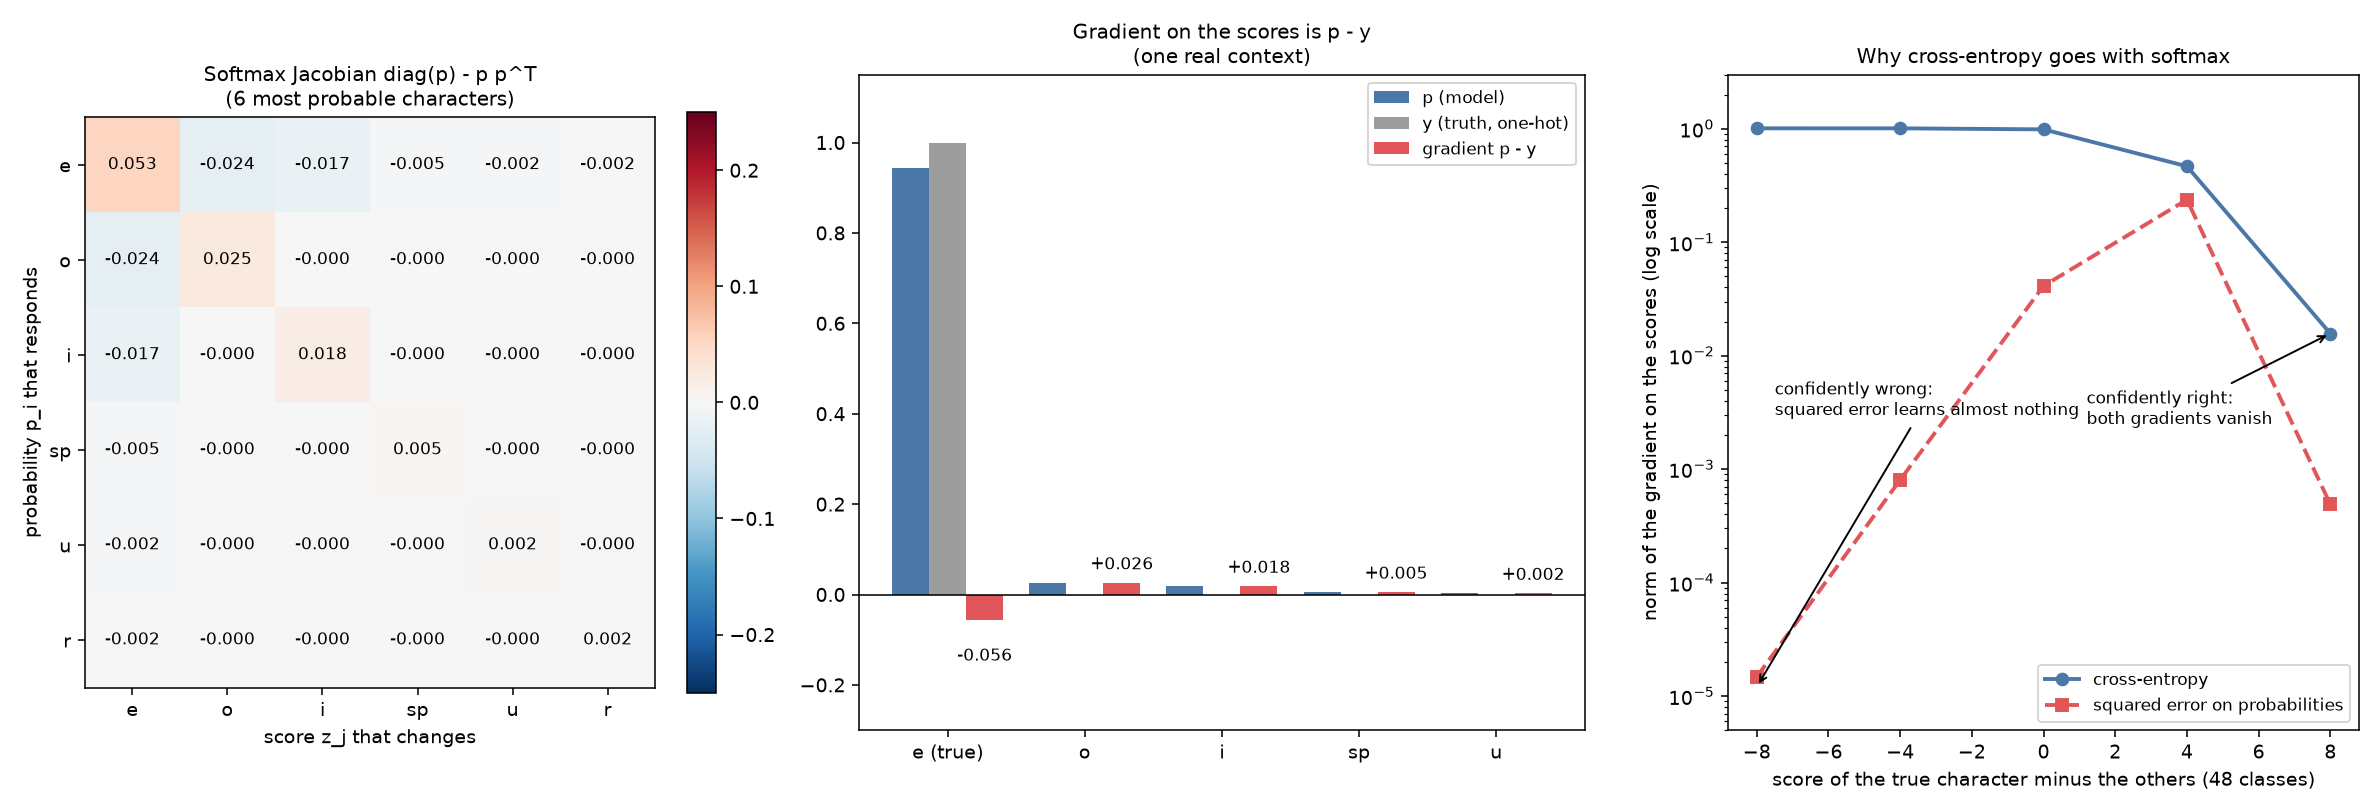 Softmax Jacobian diag(p) - p p^T
(6 most probable characters)
probability p_i that responds
e
o
i
sp
u
r
0.053 -0.024 -0.017 -0.005 -0.002 -0.002
-0.024 0.025 -0.000 -0.000 -0.000 -0.000
-0.017 -0.000 0.018 -0.000 -0.000 -0.000
-0.005 -0.000 -0.000 0.005 -0.000 -0.000
-0.002 -0.000 -0.000 -0.000 0.002 -0.000
-0.002 -0.000 -0.000 -0.000 -0.000 0.002
e o i sp u r
score z_j that changes
0.2
0.1
0.0
−0.1
−0.2
Gradient on the scores is p - y
(one real context)
p (model)
y (truth, one-hot)
gradient p - y
1.0
0.8
0.6
0.4
0.2
0.0
−0.2
-0.056
+0.026
+0.018
+0.005
+0.002
e (true) o i sp u
Why cross-entropy goes with softmax
norm of the gradient on the scores (log scale)
10⁰
10⁻¹
10⁻²
10⁻³
10⁻⁴
10⁻⁵
confidently wrong:
squared error learns almost nothing
confidently right:
both gradients vanish
cross-entropy
squared error on probabilities
−8 −6 −4 −2 0 2 4 6 8
score of the true character minus the others (48 classes)